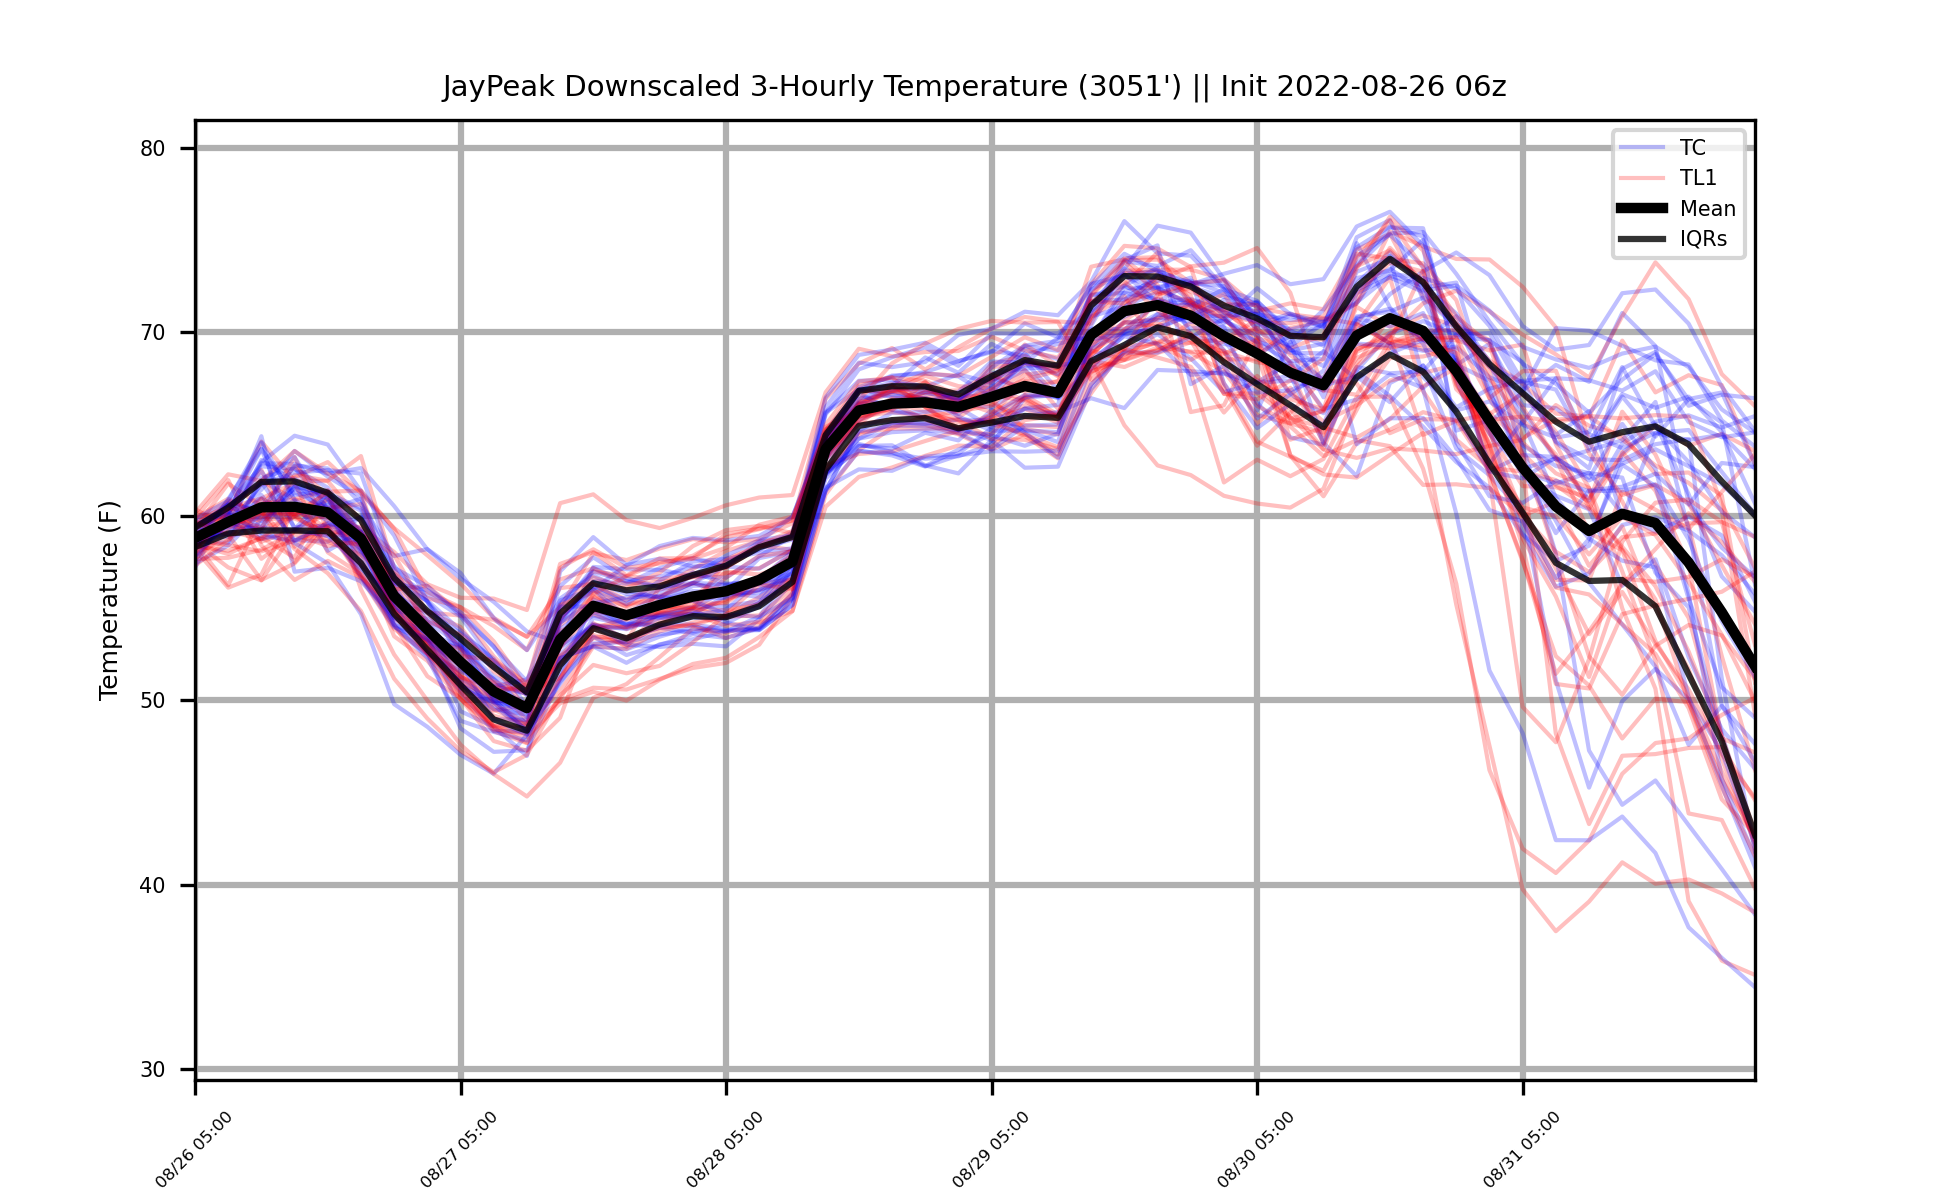 JayPeak Downscaled 3-Hourly Temperature (3051') || Init 2022-08-26 06z
TC
TL1
Mean
IQRs
Temperature (F)
80
70
60
50
40
30
08/26 05:00
08/27 05:00
08/28 05:00
08/29 05:00
08/30 05:00
08/31 05:00